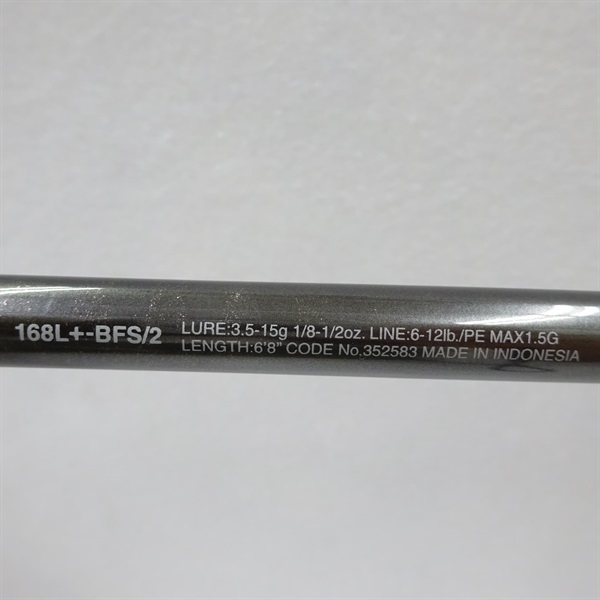 168L+-BFS/2
LURE:3.5-15g 1/8-1/2oz. LINE:6-12lb./PE MAX1.5G
LENGTH:6'8" CODE No.352583 MADE IN INDONESIA